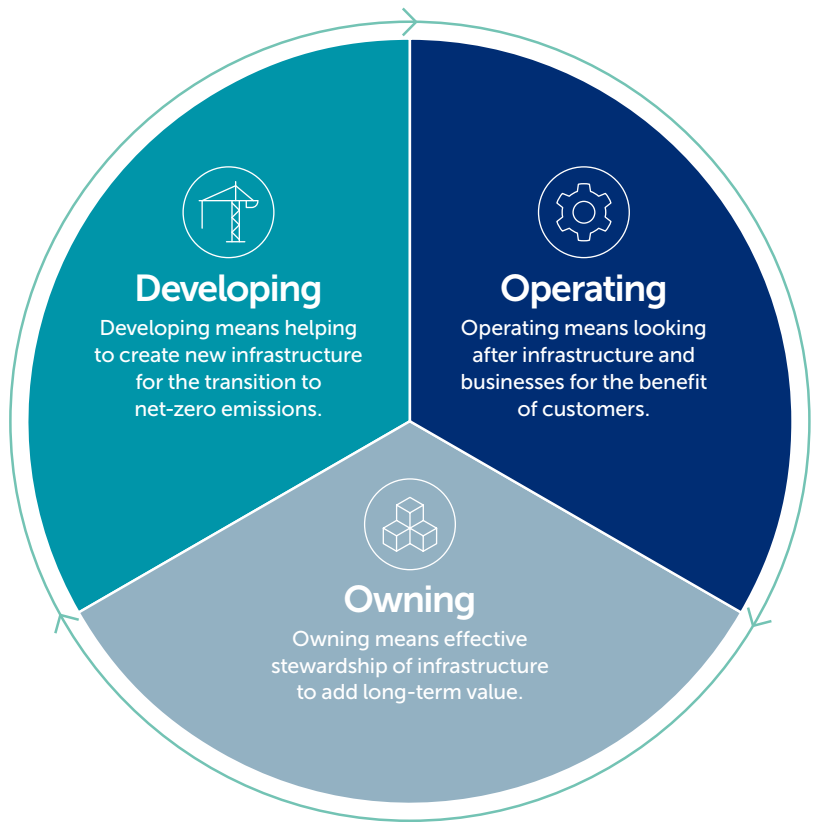 Developing
Developing means helping
to create new infrastructure
for the transition to
net-zero emissions.
Operating
Operating means looking
after infrastructure and
businesses for the benefit
of customers.
Owning
Owning means effective
stewardship of infrastructure
to add long-term value.